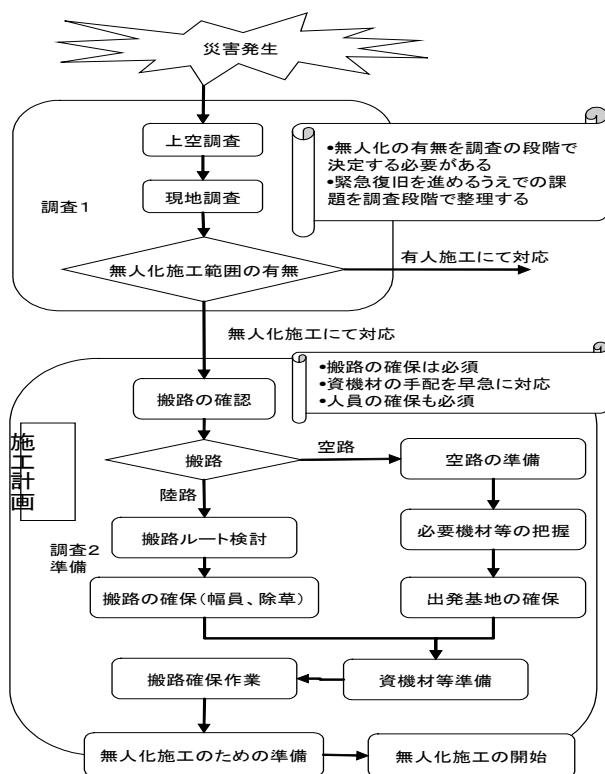 災害発生
上空調査
•無人化の有無を調査の段階で
決定する必要がある
•緊急復旧を進めるうえでの課
題を調査段階で整理する
現地調査
調査1
無人化施工範囲の有無
有人施工にて対応
無人化施工にて対応
•搬路の確保は必須
•資機材の手配を早急に対応
•人員の確保も必須
搬路の確認
施工計画
搬路
空路
空路の準備
陸路
調査2
準備
搬路ルート検討
必要機材等の把握
搬路の確保(幅員、除草)
出発基地の確保
搬路確保作業
資機材等準備
無人化施工のための準備
無人化施工の開始